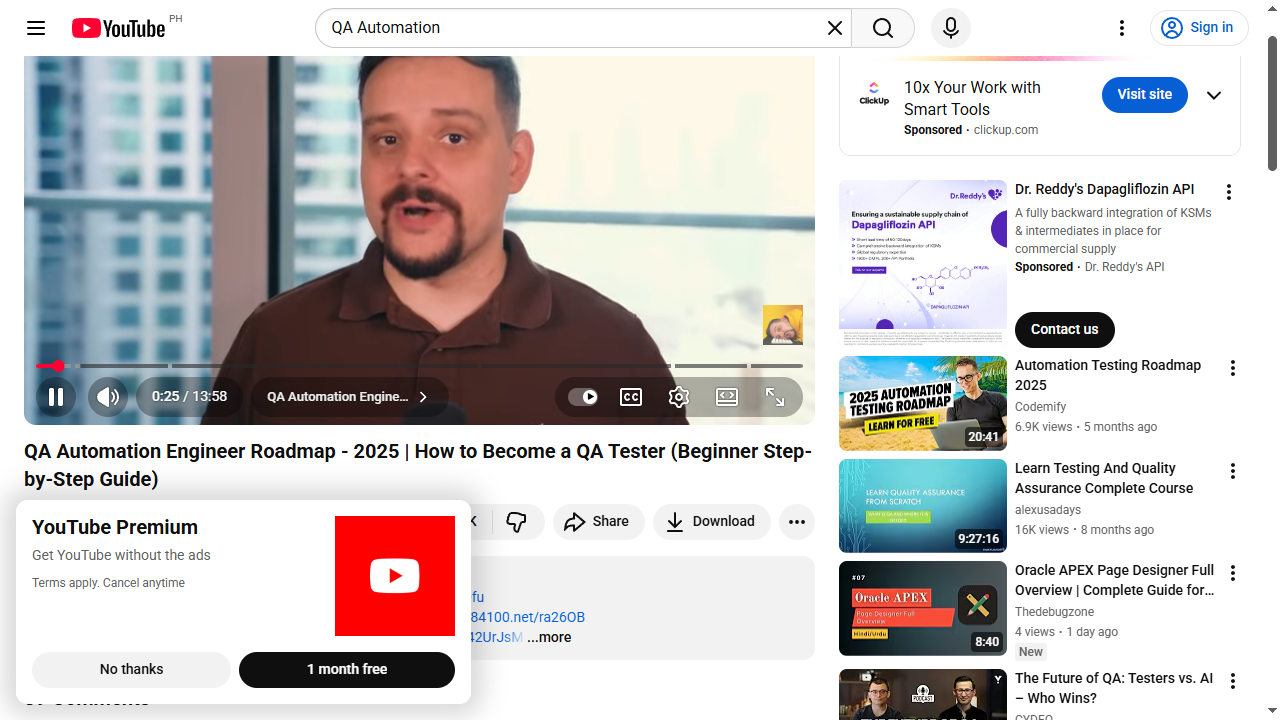 YouTube PH
QA Automation
Sign in
10x Your Work with
Smart Tools
Sponsored · clickup.com
ClickUp
Visit site
Dr.Reddy's
Ensuring a sustainable supply chain of
Dapagliflozin API
DAPAGLIFLOZIN API
Dr. Reddy's Dapagliflozin API
A fully backward integration of KSMs
& intermediates in place for
commercial supply
Sponsored · Dr. Reddy's API
Contact us
0:25 / 13:58
QA Automation Engine...
CC
QA Automation Engineer Roadmap - 2025 | How to Become a QA Tester (Beginner Step-
by-Step Guide)
K
Share
Download
YouTube Premium
Get YouTube without the ads
Terms apply. Cancel anytime
No thanks
1 month free
fu
84100.net/ra26OB
42UrJsM ...more
2025 AUTOMATION
TESTING ROADMAP
LEARN FOR FREE
20:41
Automation Testing Roadmap
2025
Codemify
6.9K views · 5 months ago
LEARN QUALITY ASSURANCE
FROM SCRATCH
9:27:16
Learn Testing And Quality
Assurance Complete Course
alexusadays
16K views · 8 months ago
#07
Oracle APEX
Page Designer Full
Overview
Hindi/Urdu
8:40
Oracle APEX Page Designer Full
Overview | Complete Guide for...
Thedebugzone
4 views · 1 day ago
New
PODCAST
The Future of QA: Testers vs. AI
– Who Wins?
CYDEO